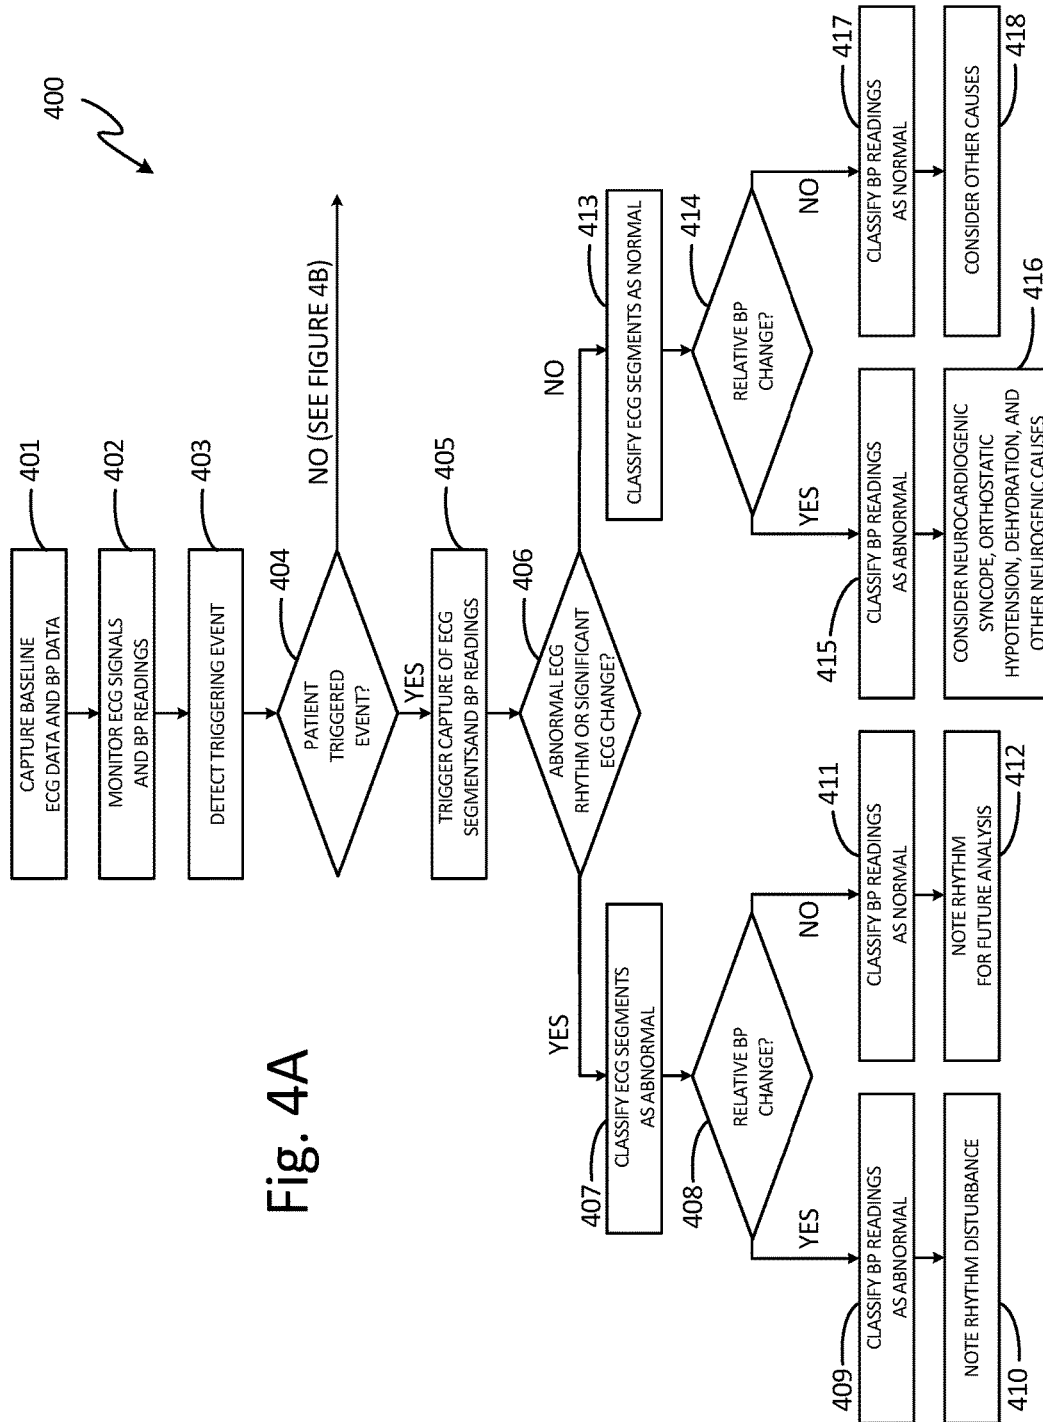 400
CAPTURE BASELINE
ECG DATA AND BP DATA
401
MONITOR ECG SIGNALS
AND BP READINGS
402
DETECT TRIGGERING EVENT
403
PATIENT
TRIGGERED
EVENT?
404
NO (SEE FIGURE 4B)
YES
TRIGGER CAPTURE OF ECG
SEGMENTSAND BP READINGS
405
Fig. 4A
ABNORMAL ECG
RHYTHM OR SIGNIFICANT
ECG CHANGE?
406
YES
NO
CLASSIFY ECG SEGMENTS
AS ABNORMAL
407
CLASSIFY ECG SEGMENTS AS NORMAL
413
RELATIVE BP
CHANGE?
408
RELATIVE BP
CHANGE?
414
YES
NO
YES
NO
CLASSIFY BP READINGS
AS ABNORMAL
409
CLASSIFY BP READINGS
AS NORMAL
411
CLASSIFY BP READINGS
AS ABNORMAL
415
CLASSIFY BP READINGS
AS NORMAL
417
NOTE RHYTHM DISTURBANCE
410
NOTE RHYTHM
FOR FUTURE ANALYSIS
412
CONSIDER NEUROCARDIOGENIC
SYNCOPE, ORTHOSTATIC
HYPOTENSION, DEHYDRATION, AND
OTHER NEUROGENIC CAUSES
416
CONSIDER OTHER CAUSES
418